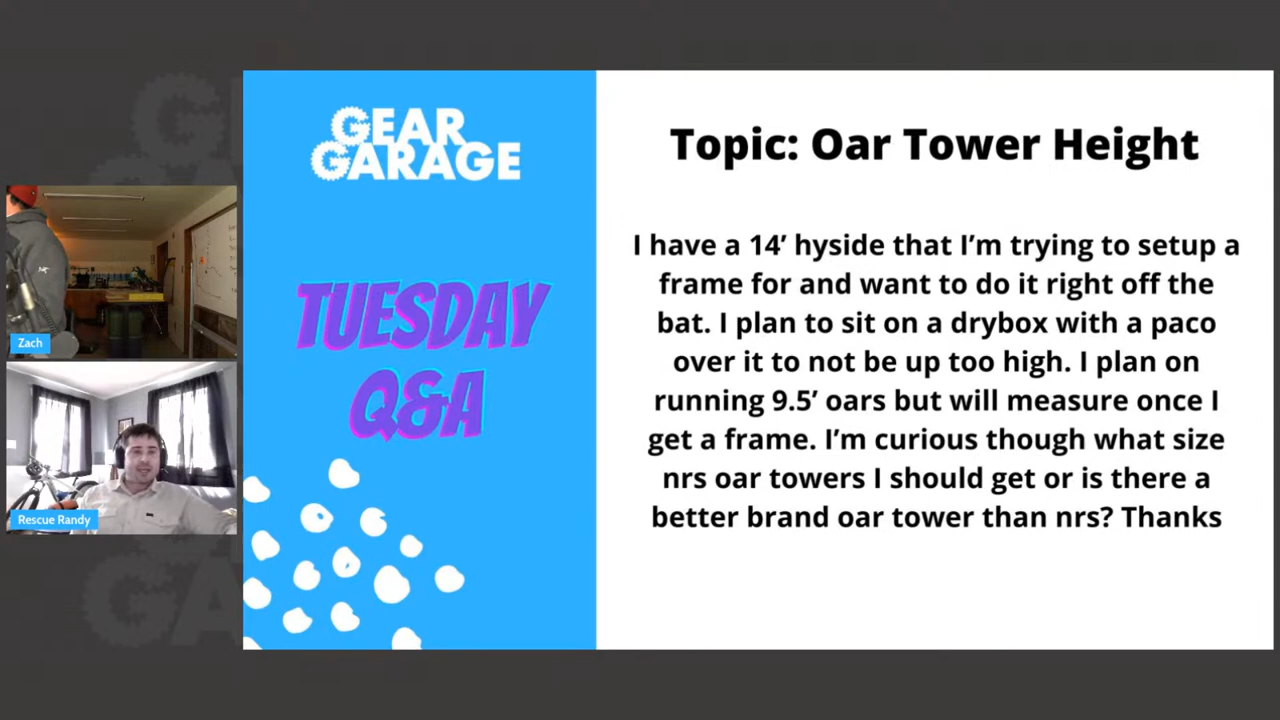 GEAR
GARAGE
TUESDAY
Q&A
Topic: Oar Tower Height
I have a 14’ hyside that I’m trying to setup a
frame for and want to do it right off the
bat. I plan to sit on a drybox with a paco
over it to not be up too high. I plan on
running 9.5’ oars but will measure once I
get a frame. I’m curious though what size
nrs oar towers I should get or is there a
better brand oar tower than nrs? Thanks
Zach
Rescue Randy